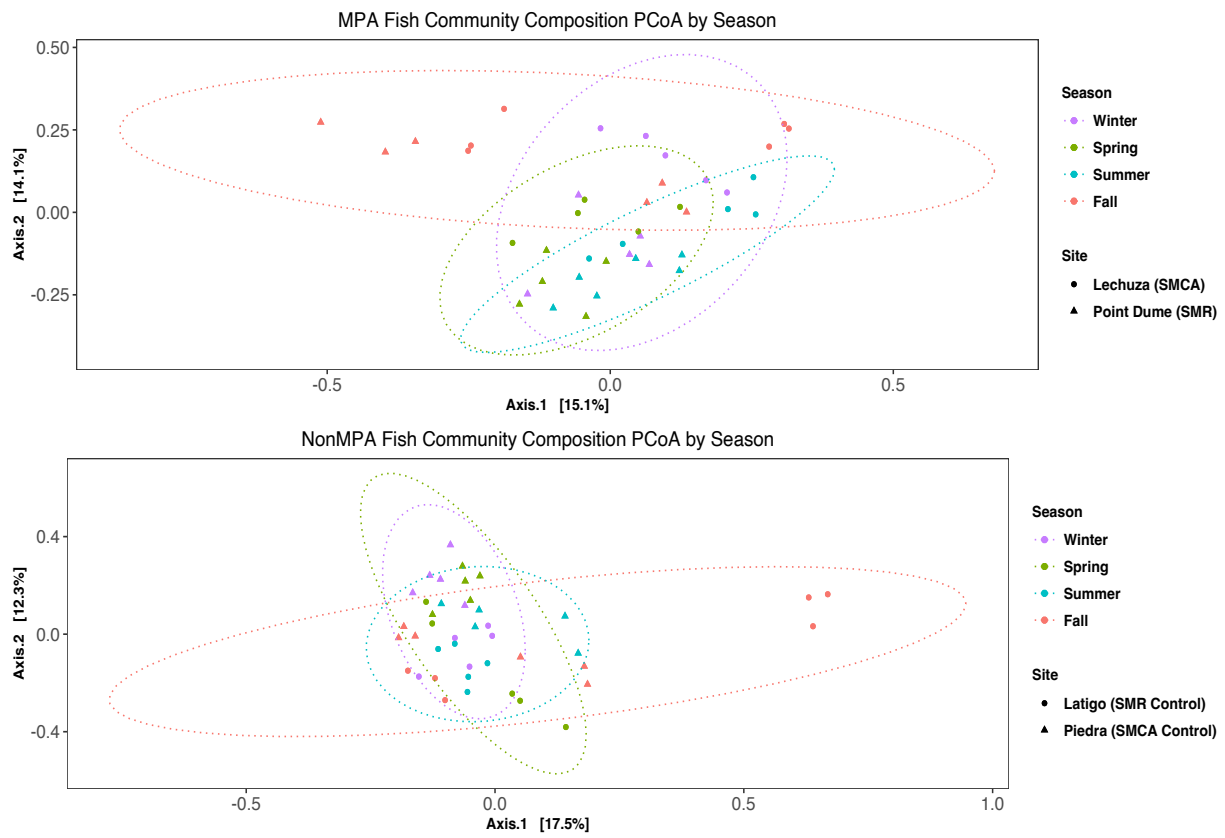 MPA Fish Community Composition PCoA by Season
0.50
0.25
0.00
-0.25
Axis.2 [14.1%]
-0.5
0.0
0.5
Axis.1 [15.1%]
Season
Winter
Spring
Summer
Fall
Site
Lechuza (SMCA)
Point Dume (SMR)
NonMPA Fish Community Composition PCoA by Season
0.4
0.0
-0.4
Axis.2 [12.3%]
-0.5
0.0
0.5
1.0
Axis.1 [17.5%]
Season
Winter
Spring
Summer
Fall
Site
Latigo (SMR Control)
Piedra (SMCA Control)